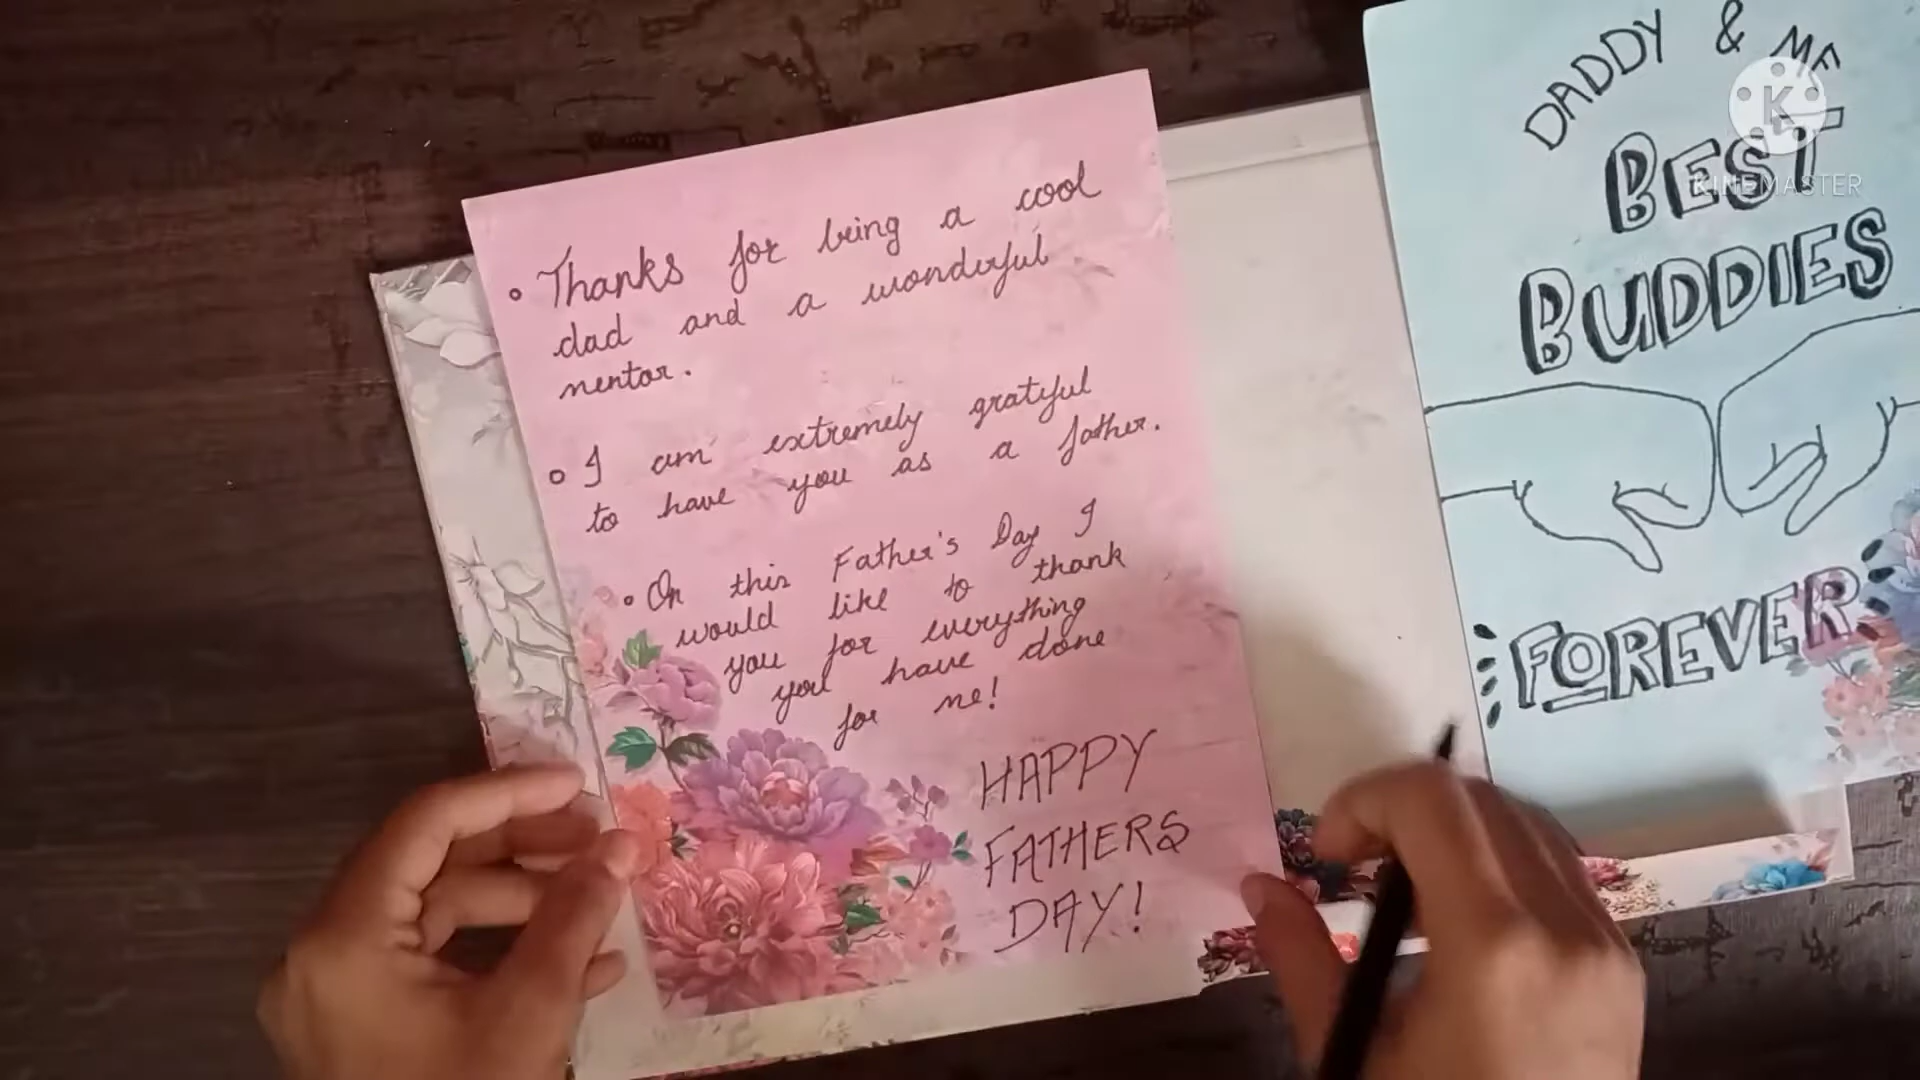 Thanks for being a cool
dad and a wonderful
mentor.
I am extremely grateful
to have you as a father.
On this Father's Day I
would like to thank
you for everything
you have done
for me!
HAPPY
FATHERS
DAY!
DADDY & ME
BEST
BUDDIES
FOREVER
K
KINEMASTER